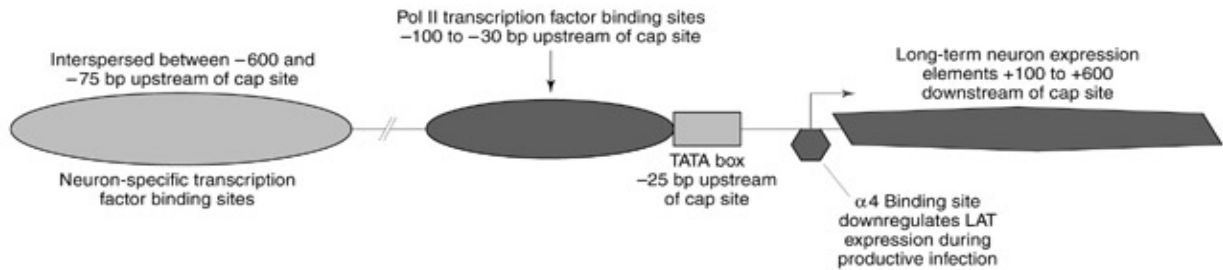 Interspersed between −600 and
−75 bp upstream of cap site
Neuron-specific transcription
factor binding sites
Pol II transcription factor binding sites
−100 to −30 bp upstream of cap site
TATA box
−25 bp upstream
of cap site
Long-term neuron expression
elements +100 to +600
downstream of cap site
α4 Binding site
downregulates LAT
expression during
productive infection